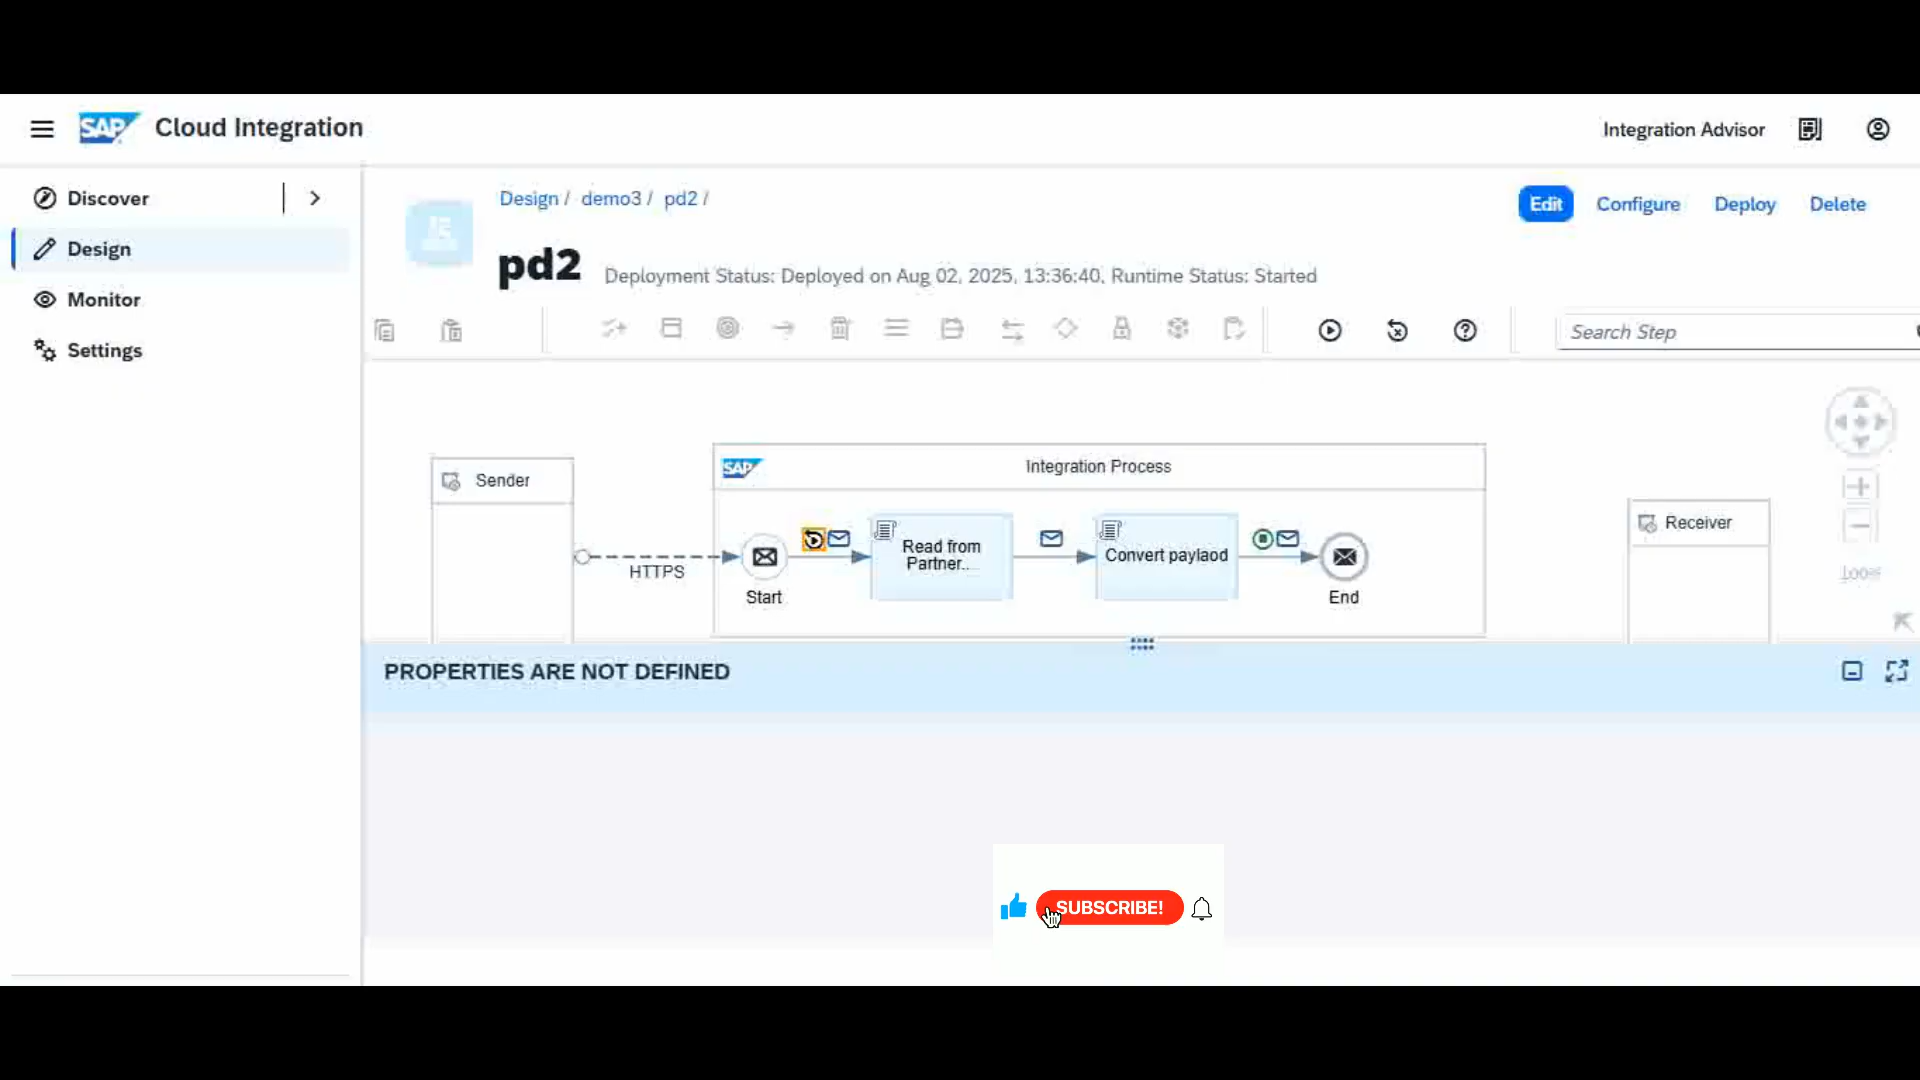 SAP Cloud Integration
Integration Advisor
Discover
Design
Monitor
Settings
Design / demo3 / pd2 /
Edit
Configure
Deploy
Delete
pd2
Deployment Status: Deployed on Aug 02, 2025, 13:36:40, Runtime Status: Started
Search Step
Sender
HTTPS
SAP
Integration Process
Start
Read from
Partner..
Convert paylaod
End
Receiver
100%
PROPERTIES ARE NOT DEFINED
SUBSCRIBE!